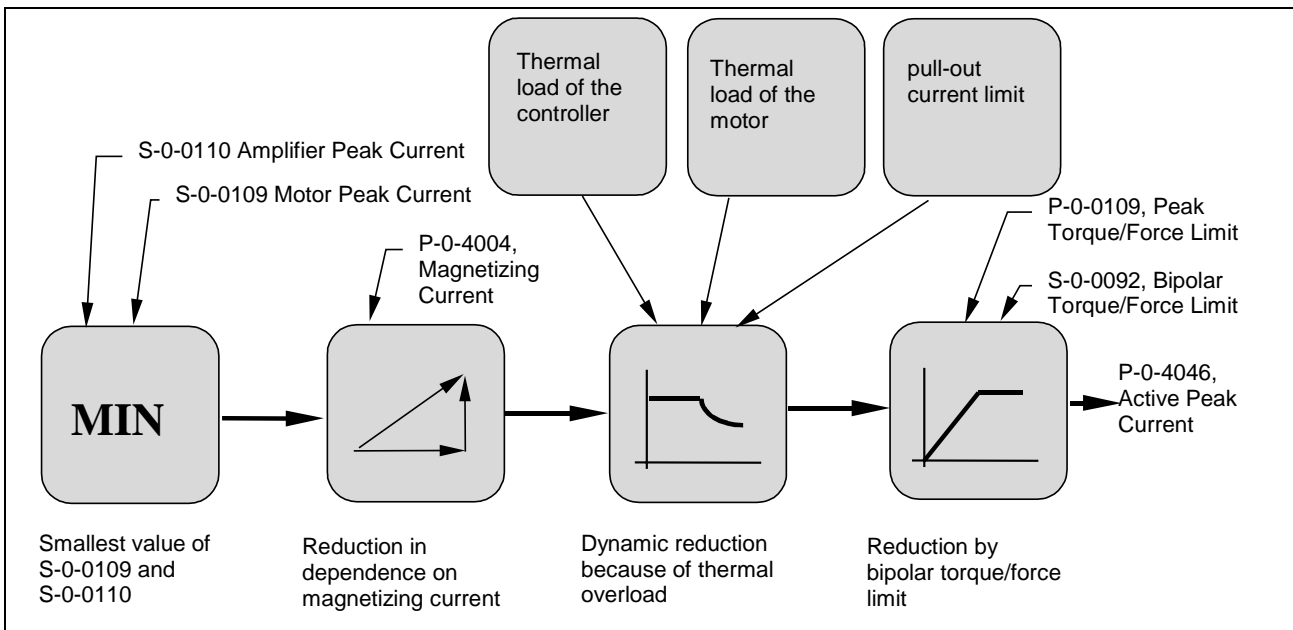 Thermal
load of the
controller
Thermal
load of the
motor
pull-out
current limit
S-0-0110 Amplifier Peak Current
S-0-0109 Motor Peak Current
P-0-4004,
Magnetizing
Current
P-0-0109, Peak
Torque/Force Limit
S-0-0092, Bipolar
Torque/Force Limit
MIN
P-0-4046,
Active Peak
Current
Smallest value of
S-0-0109 and
S-0-0110
Reduction in
dependence on
magnetizing current
Dynamic reduction
because of thermal
overload
Reduction by
bipolar torque/force
limit